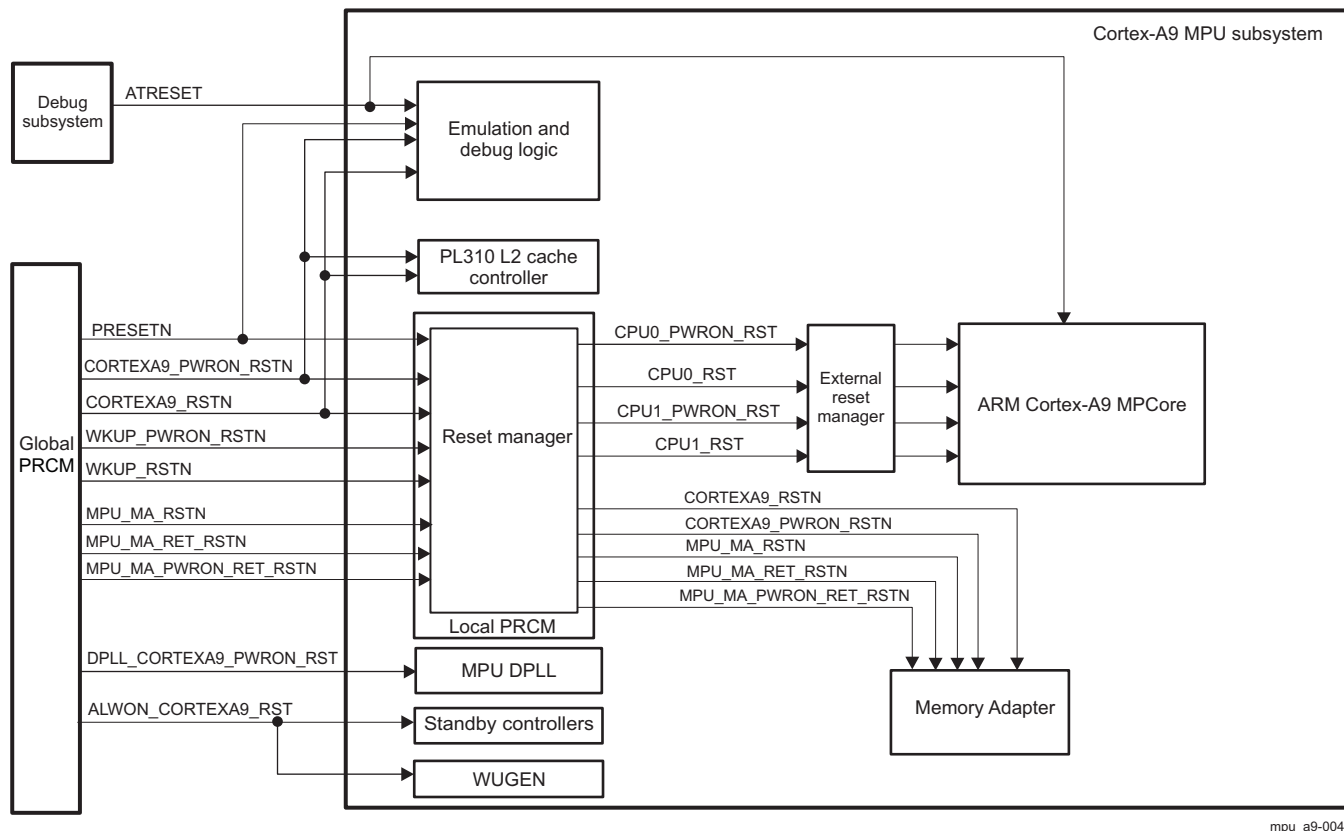 Cortex-A9 MPU subsystem
Debug
subsystem
ATRESET
Emulation and
debug logic
PL310 L2 cache
controller
Global
PRCM
PRESETN
CORTEXA9_PWRON_RSTN
CORTEXA9_RSTN
WKUP_PWRON_RSTN
WKUP_RSTN
MPU_MA_RSTN
MPU_MA_RET_RSTN
MPU_MA_PWRON_RET_RSTN
DPLL_CORTEXA9_PWRON_RST
ALWON_CORTEXA9_RST
Reset manager
Local PRCM
CPU0_PWRON_RST
CPU0_RST
CPU1_PWRON_RST
CPU1_RST
External
reset
manager
ARM Cortex-A9 MPCore
CORTEXA9_RSTN
CORTEXA9_PWRON_RSTN
MPU_MA_RSTN
MPU_MA_RET_RSTN
MPU_MA_PWRON_RET_RSTN
Memory Adapter
MPU DPLL
Standby controllers
WUGEN
mpu_a9-004